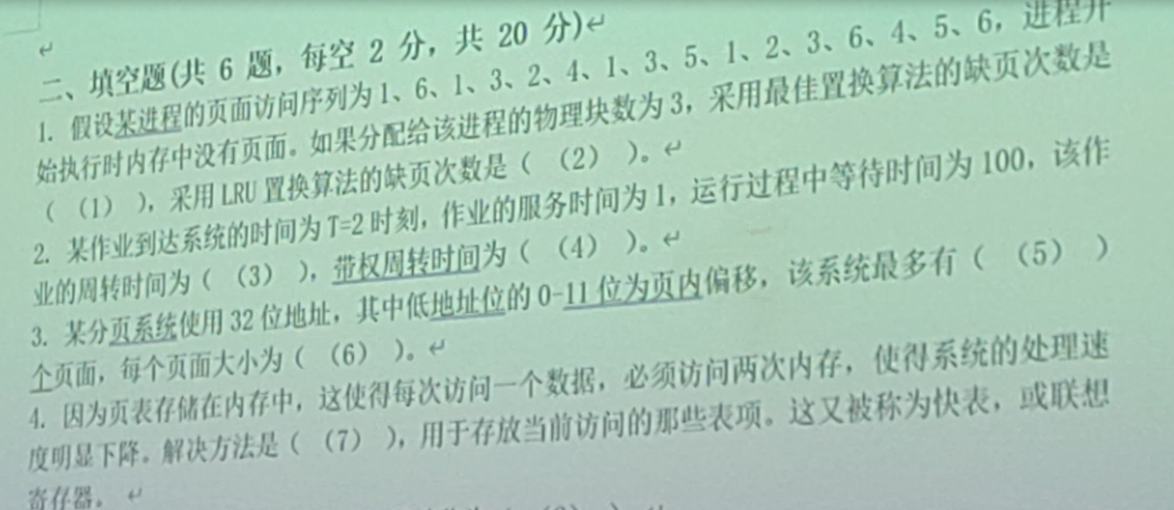 二、填空题(共 6 题，每空 2 分，共 20 分)↵
1. 假设某进程的页面访问序列为 1、6、1、3、2、4、1、3、5、1、2、3、6、4、5、6，进程开
始执行时内存中没有页面。如果分配给该进程的物理块数为 3，采用最佳置换算法的缺页次数是
（（1）），采用 LRU 置换算法的缺页次数是（（2））。↵
2. 某作业到达系统的时间为 T=2 时刻，作业的服务时间为 1，运行过程中等待时间为 100，该作
业的周转时间为（（3）），带权周转时间为（（4））。↵
3. 某分页系统使用 32 位地址，其中低地址位的 0-11 位为页内偏移，该系统最多有（（5））
个页面，每个页面大小为（（6））。↵
4. 因为页表存储在内存中，这使得每次访问一个数据，必须访问两次内存，使得系统的处理速
度明显下降。解决方法是（（7）），用于存放当前访问的那些表项。这又被称为快表，或联想
寄存器。↵